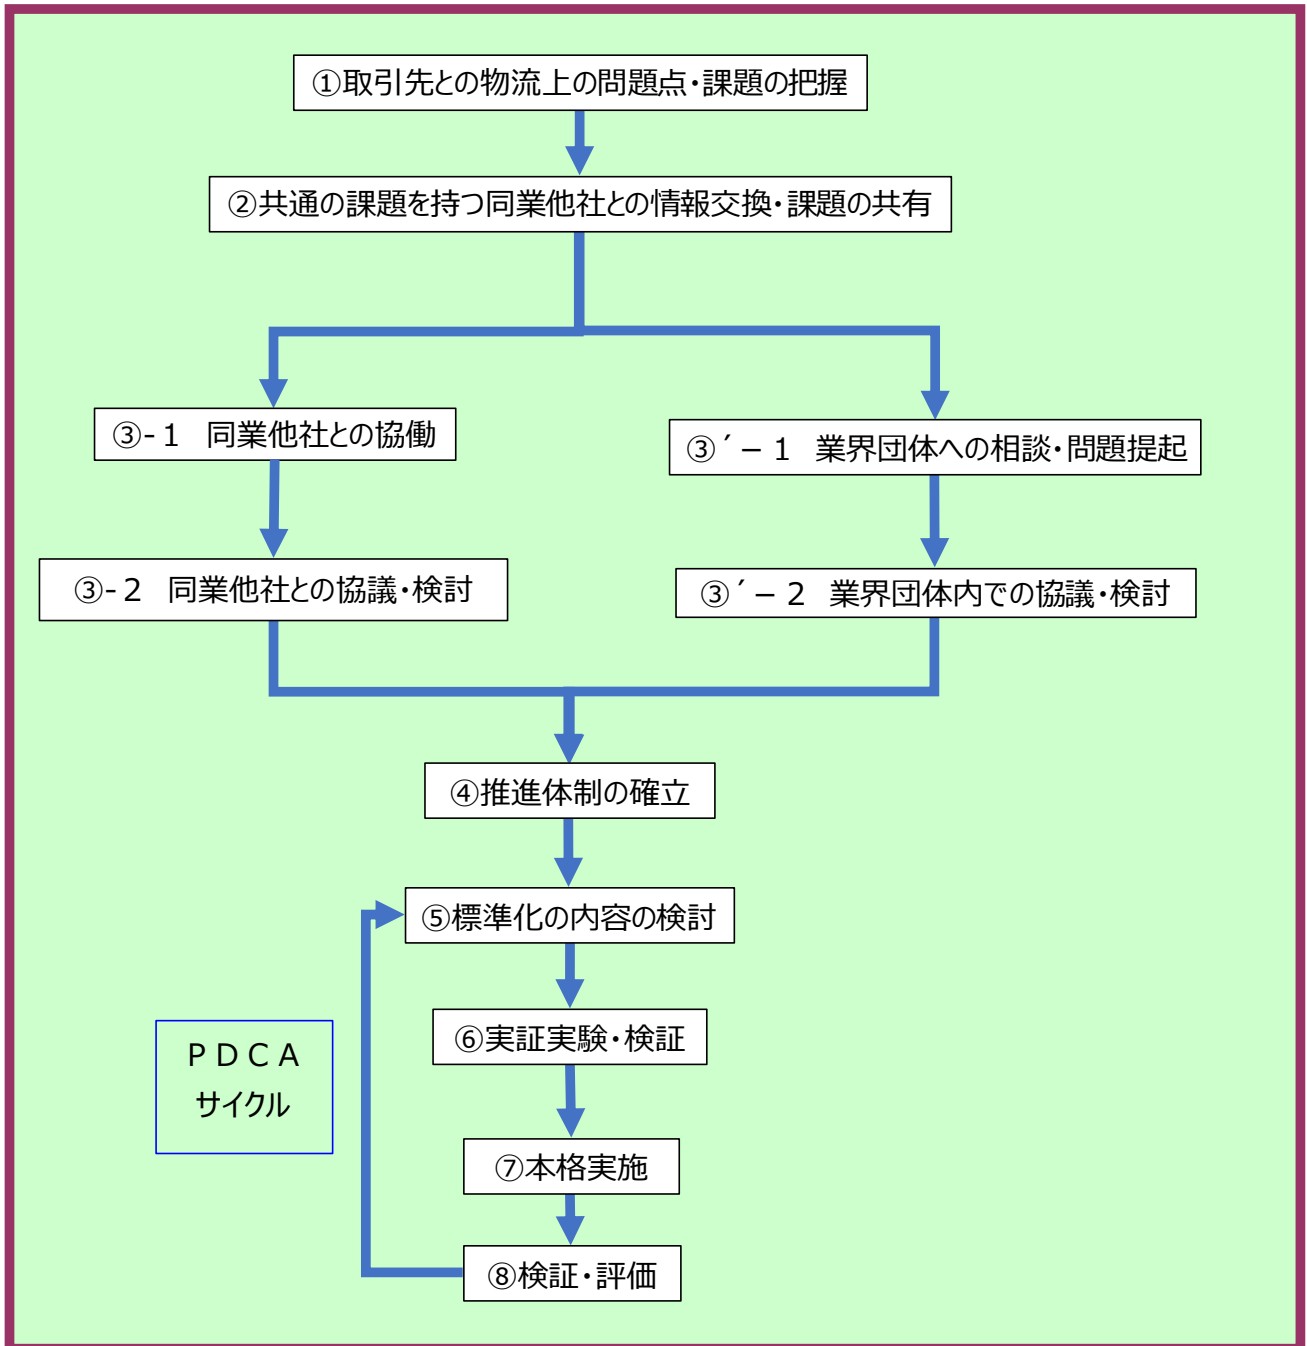 ①取引先との物流上の問題点・課題の把握
②共通の課題を持つ同業他社との情報交換・課題の共有
③-１　同業他社との協働
③´－１　業界団体への相談・問題提起
③-２　同業他社との協議・検討
③´－２　業界団体内での協議・検討
④推進体制の確立
⑤標準化の内容の検討
⑥実証実験・検証
ＰＤＣＡ
サイクル
⑦本格実施
⑧検証・評価